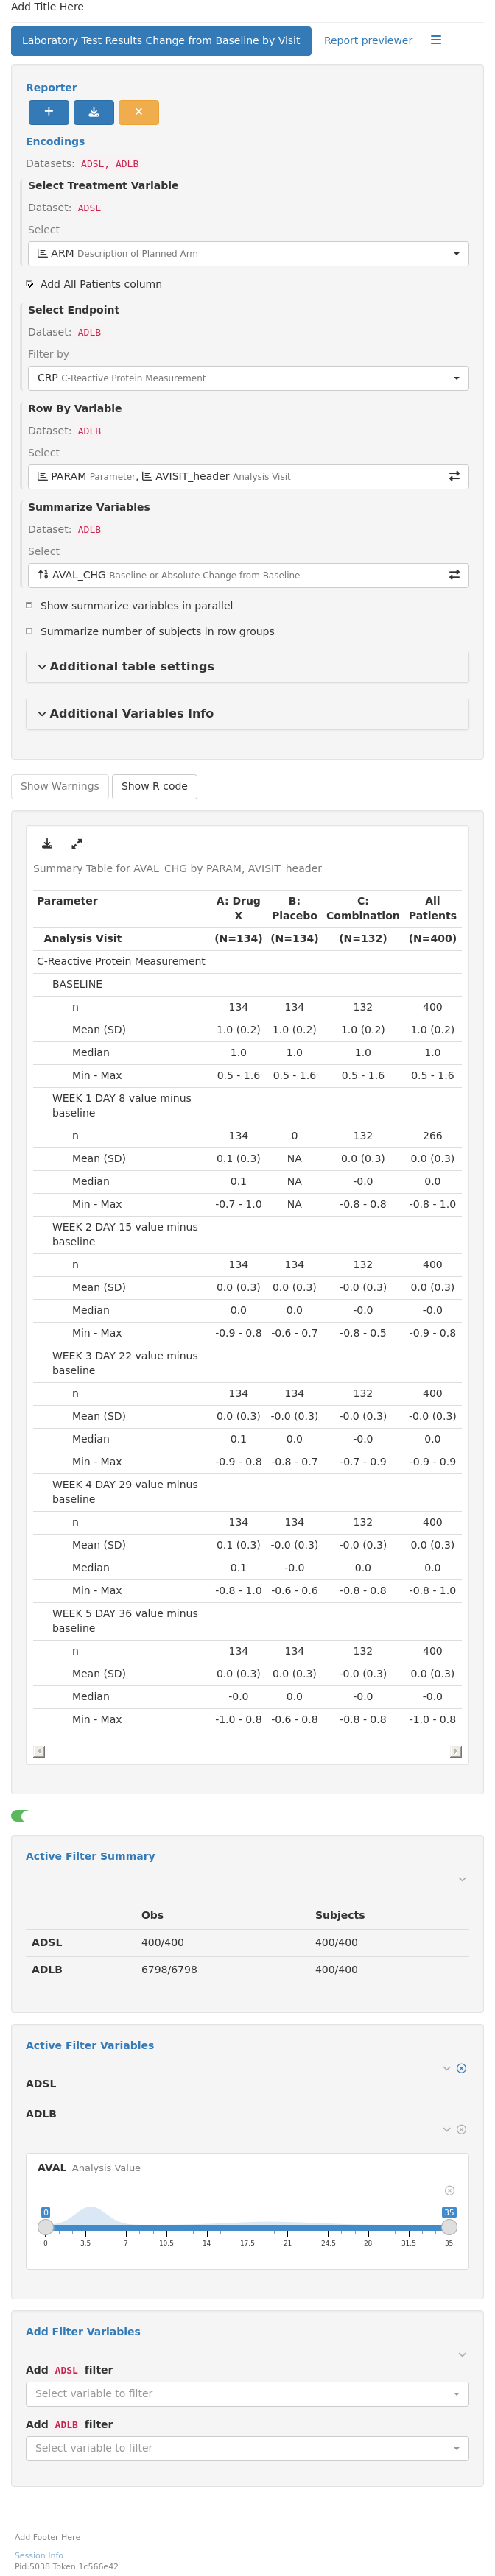 Add Title Here
Laboratory Test Results Change from Baseline by Visit Report previewer
Reporter
Encodings
Datasets: ADSL, ADLB
Select Treatment Variable
Dataset: ADSL
Select
ARM Description of Planned Arm
Add All Patients column
Select Endpoint
Dataset: ADLB
Filter by
CRP C-Reactive Protein Measurement
Row By Variable
Dataset: ADLB
Select
PARAM Parameter, AVISIT_header Analysis Visit
Summarize Variables
Dataset: ADLB
Select
AVAL_CHG Baseline or Absolute Change from Baseline
Show summarize variables in parallel
Summarize number of subjects in row groups
Additional table settings
Additional Variables Info
Show Warnings Show R code
Summary Table for AVAL_CHG by PARAM, AVISIT_header
Parameter A: Drug B: C: All
X Placebo Combination Patients
Analysis Visit (N=134) (N=134) (N=132) (N=400)
C-Reactive Protein Measurement
BASELINE
n 134 134 132 400
Mean (SD) 1.0 (0.2) 1.0 (0.2) 1.0 (0.2) 1.0 (0.2)
Median 1.0 1.0 1.0 1.0
Min - Max 0.5 - 1.6 0.5 - 1.6 0.5 - 1.6 0.5 - 1.6
WEEK 1 DAY 8 value minus
baseline
n 134 0 132 266
Mean (SD) 0.1 (0.3) NA 0.0 (0.3) 0.0 (0.3)
Median 0.1 NA -0.0 0.0
Min - Max -0.7 - 1.0 NA -0.8 - 0.8 -0.8 - 1.0
WEEK 2 DAY 15 value minus
baseline
n 134 134 132 400
Mean (SD) 0.0 (0.3) 0.0 (0.3) -0.0 (0.3) 0.0 (0.3)
Median 0.0 0.0 -0.0 -0.0
Min - Max -0.9 - 0.8 -0.6 - 0.7 -0.8 - 0.5 -0.9 - 0.8
WEEK 3 DAY 22 value minus
baseline
n 134 134 132 400
Mean (SD) 0.0 (0.3) -0.0 (0.3) -0.0 (0.3) -0.0 (0.3)
Median 0.1 0.0 -0.0 0.0
Min - Max -0.9 - 0.8 -0.8 - 0.7 -0.7 - 0.9 -0.9 - 0.9
WEEK 4 DAY 29 value minus
baseline
n 134 134 132 400
Mean (SD) 0.1 (0.3) -0.0 (0.3) -0.0 (0.3) 0.0 (0.3)
Median 0.1 -0.0 0.0 0.0
Min - Max -0.8 - 1.0 -0.6 - 0.6 -0.8 - 0.8 -0.8 - 1.0
WEEK 5 DAY 36 value minus
baseline
n 134 134 132 400
Mean (SD) 0.0 (0.3) 0.0 (0.3) -0.0 (0.3) 0.0 (0.3)
Median -0.0 0.0 -0.0 -0.0
Min - Max -1.0 - 0.8 -0.6 - 0.8 -0.8 - 0.8 -1.0 - 0.8
Active Filter Summary
Obs Subjects
ADSL 400/400 400/400
ADLB 6798/6798 400/400
Active Filter Variables
ADSL
ADLB
AVAL Analysis Value
0 35
0 3.5 7 10.5 14 17.5 21 24.5 28 31.5 35
Add Filter Variables
Add ADSL filter
Select variable to filter
Add ADLB filter
Select variable to filter
Add Footer Here
Session Info
Pid:5038 Token:1c566e42